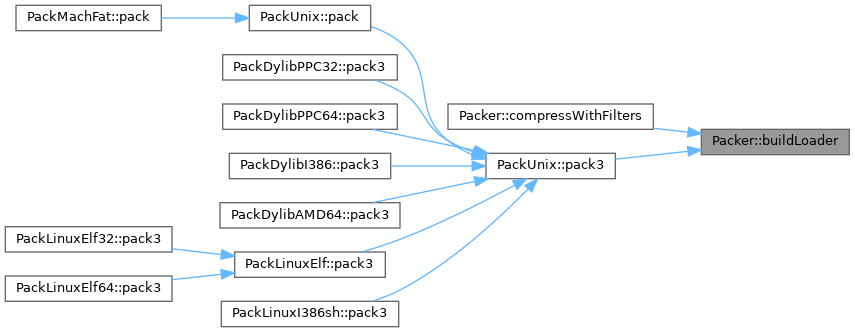 PackMachFat::pack
PackUnix::pack
PackDylibPPC32::pack3
PackDylibPPC64::pack3
Packer::compressWithFilters
Packer::buildLoader
PackDylibI386::pack3
PackUnix::pack3
PackDylibAMD64::pack3
PackLinuxElf32::pack3
PackLinuxElf::pack3
PackLinuxElf64::pack3
PackLinuxI386sh::pack3